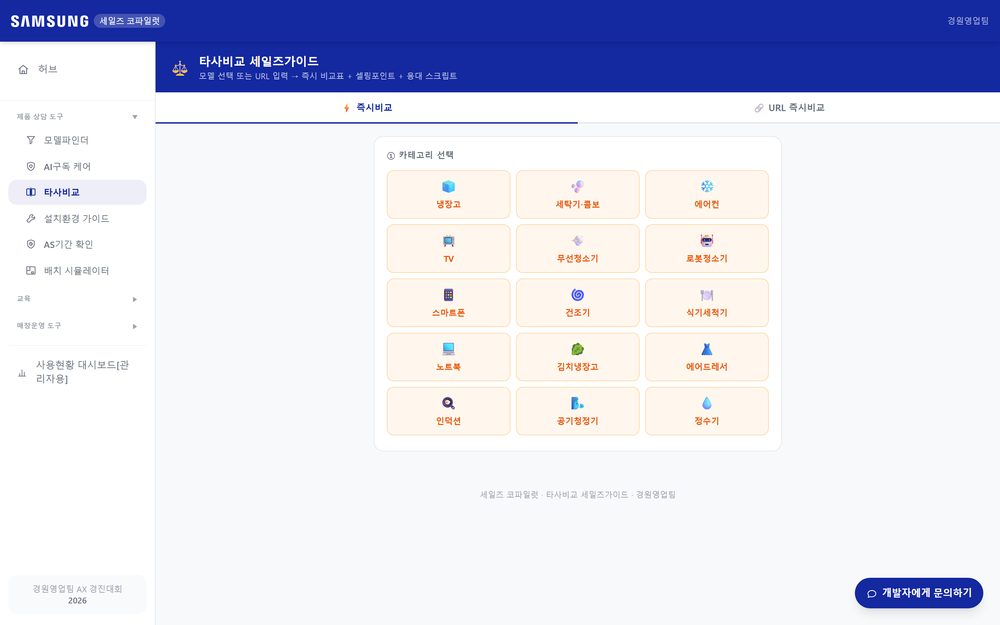 SAMSUNG 세일즈 코파일럿
경원영업팀
허브
제품 상담 도구
모델파인더
AI구독 케어
타사비교
설치환경 가이드
AS기간 확인
배치 시뮬레이터
교육
매장운영 도구
사용현황 대시보드[관
리자용]
경원영업팀 AX 경진대회
2026
타사비교 세일즈가이드
모델 선택 또는 URL 입력 → 즉시 비교표 + 셀링포인트 + 응대 스크립트
즉시비교
URL 즉시비교
① 카테고리 선택
냉장고
세탁기·콤보
에어컨
TV
무선청소기
로봇청소기
스마트폰
건조기
식기세척기
노트북
김치냉장고
에어드레서
인덕션
공기청정기
정수기
세일즈 코파일럿 · 타사비교 세일즈가이드 · 경원영업팀
개발자에게 문의하기